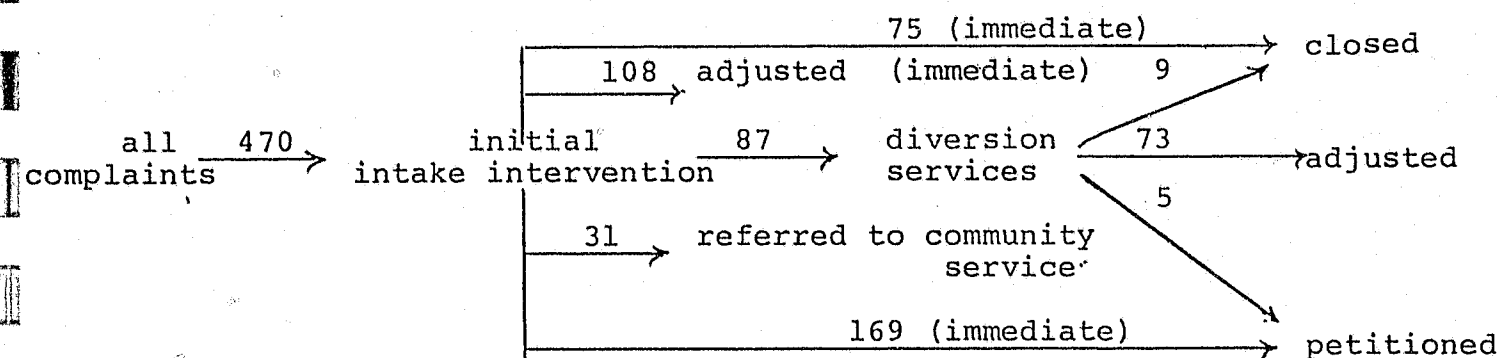 75 (immediate)
closed
108 adjusted (immediate) 9
all 470 initial 87 diversion 73
complaints intake intervention services adjusted
5
31 referred to community
service
169 (immediate)
petitioned